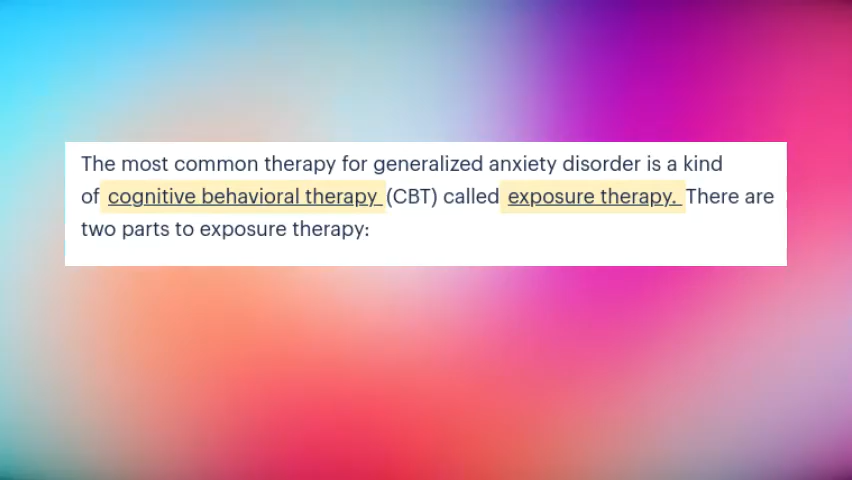 The most common therapy for generalized anxiety disorder is a kind
of cognitive behavioral therapy (CBT) called exposure therapy. There are
two parts to exposure therapy: